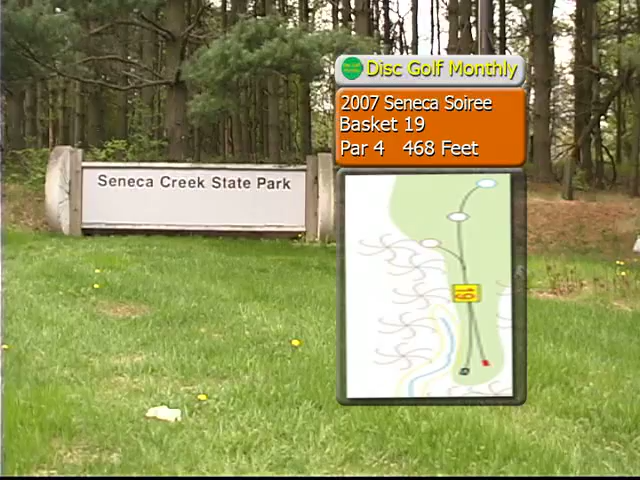 Disc Golf Monthly
2007 Seneca Soiree
Basket 19
Par 4 468 Feet
Seneca Creek State Park
19